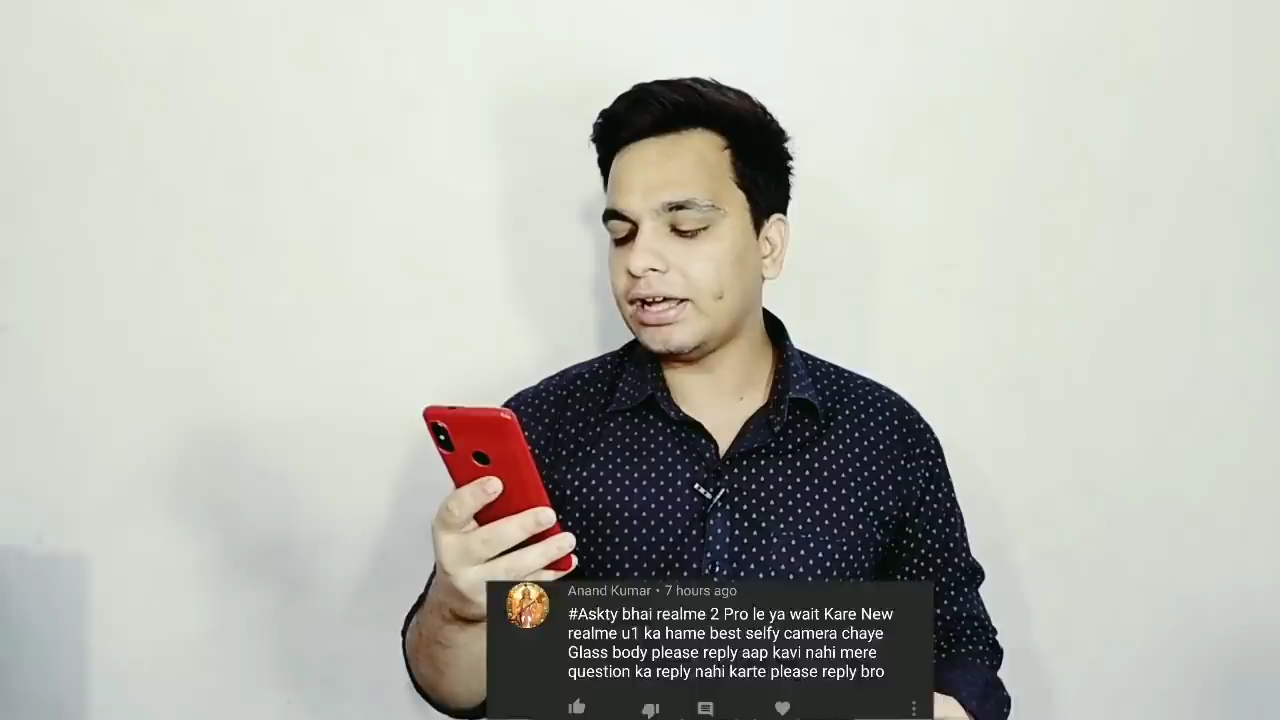 Anand Kumar • 7 hours ago
#Askty bhai realme 2 Pro le ya wait Kare New
realme u1 ka hame best selfy camera chaye
Glass body please reply aap kavi nahi mere
question ka reply nahi karte please reply bro